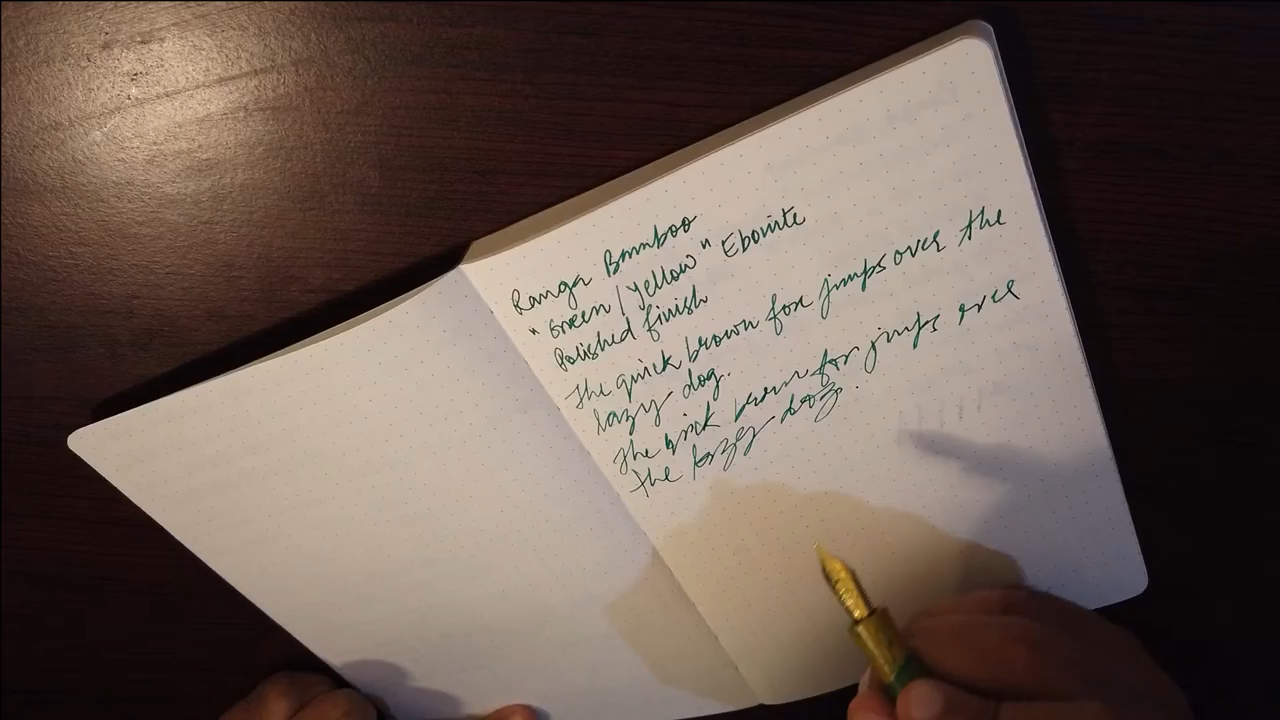 Ranga Bamboo
"Green / Yellow" Ebonite
Polished finish
The quick brown fox jumps over the
lazy dog.
The quick brown fox jumps over
the lazy dog.